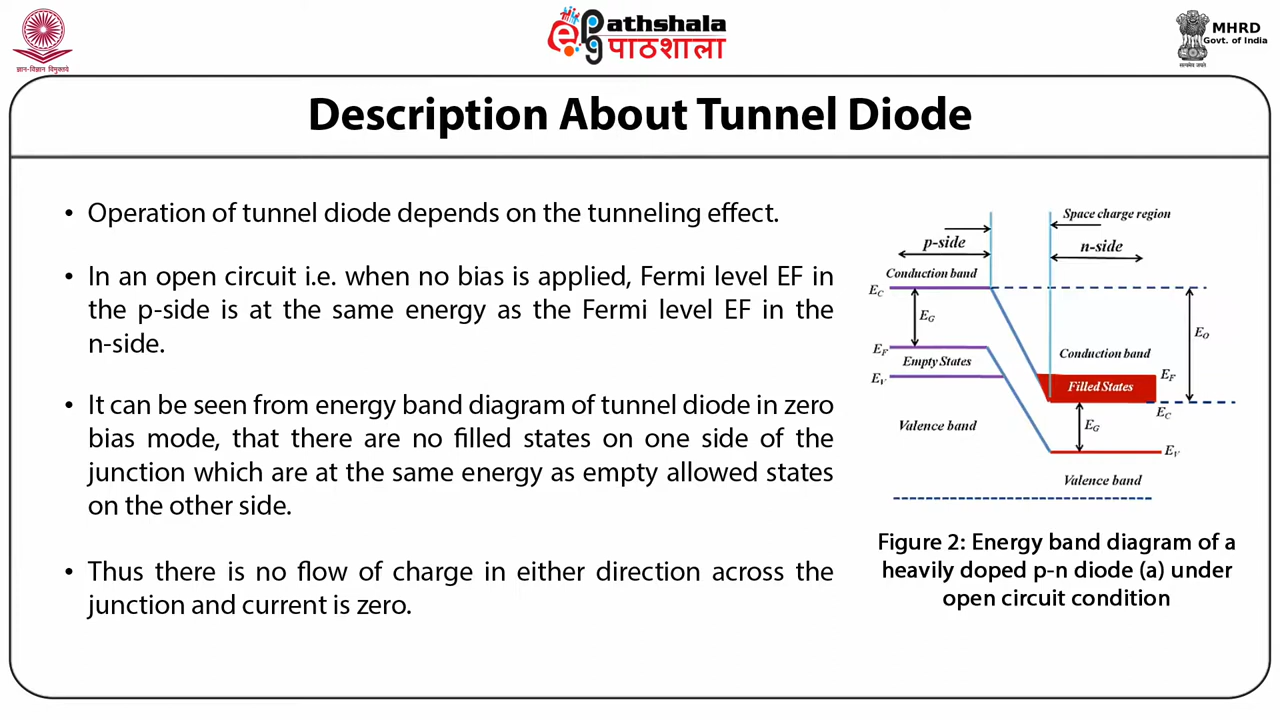 ज्ञान-विज्ञान विमुक्तये
ePathshala
पाठशाला
MHRD
Govt. of India
सत्यमेव जयते
Description About Tunnel Diode
• Operation of tunnel diode depends on the tunneling effect.
• In an open circuit i.e. when no bias is applied, Fermi level EF in
the p-side is at the same energy as the Fermi level EF in the
n-side.
• It can be seen from energy band diagram of tunnel diode in zero
bias mode, that there are no filled states on one side of the
junction which are at the same energy as empty allowed states
on the other side.
• Thus there is no flow of charge in either direction across the
junction and current is zero.
Space charge region
p-side
n-side
Conduction band
EC
EG
EO
EF
Empty States
Conduction band
EV
Filled States
EF
EC
Valence band
EG
EV
Valence band
Figure 2: Energy band diagram of a
heavily doped p-n diode (a) under
open circuit condition